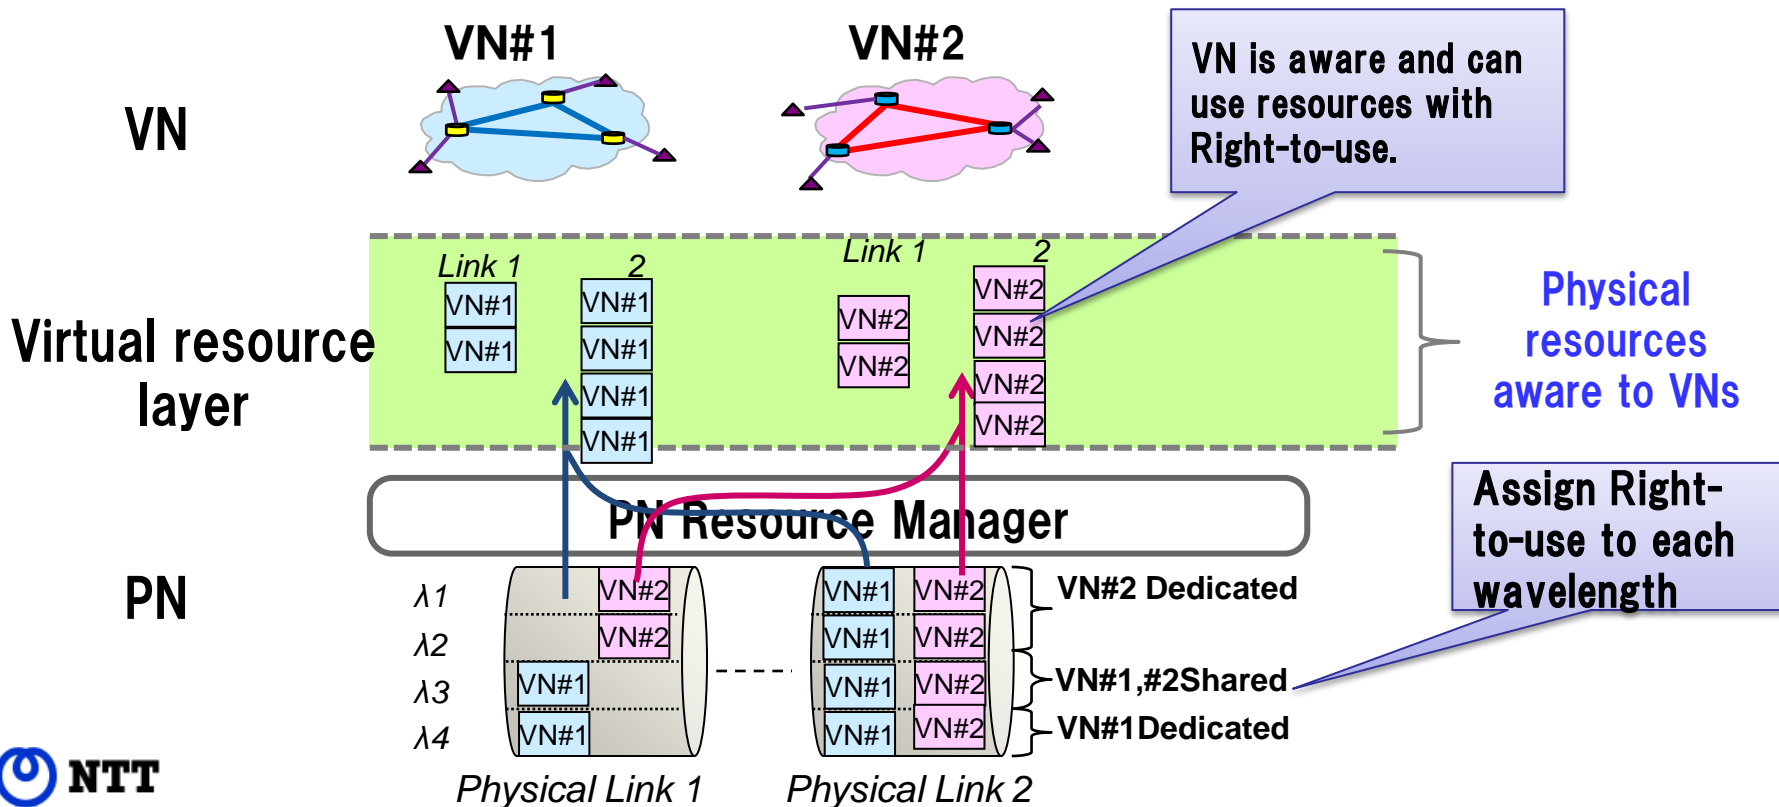 VN#1
VN#2
VN is aware and can
use resources with
Right-to-use.
VN
Link 1
2
Link 1
2
VN#1
VN#1
VN#1
VN#1
VN#1
VN#1
VN#2
VN#2
VN#2
VN#2
VN#2
VN#2
Virtual resource
layer
Physical
resources
aware to VNs
PN Resource Manager
Assign Right-
to-use to each
wavelength
PN
λ1
λ2
λ3
λ4
VN#2
VN#2
VN#1
VN#1
VN#1
VN#2
VN#1
VN#2
VN#1
VN#2
VN#1
VN#2
VN#2 Dedicated
VN#1,#2Shared
VN#1Dedicated
Physical Link 1
Physical Link 2
NTT